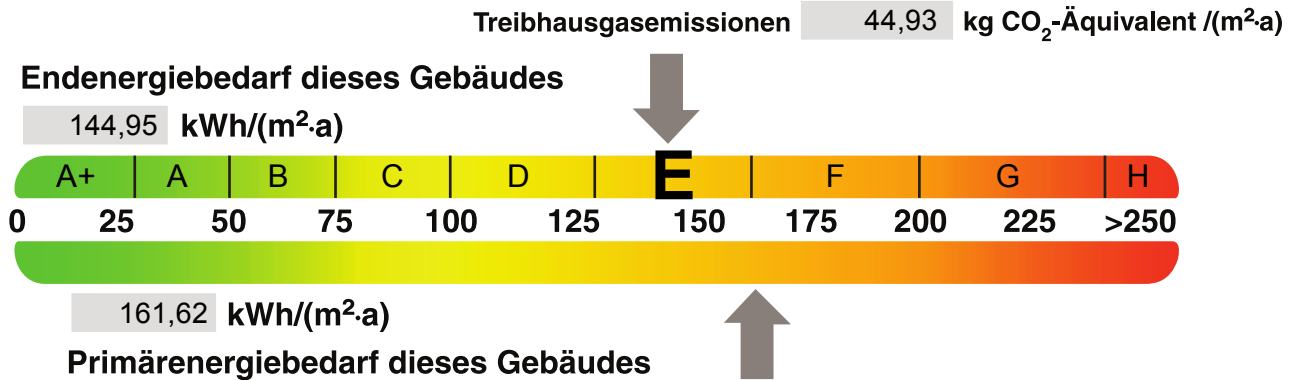 Treibhausgasemissionen 44,93 kg CO₂-Äquivalent /(m²·a)
Endenergiebedarf dieses Gebäudes
144,95 kWh/(m²·a)
A+ A B C D E F G H
0 25 50 75 100 125 150 175 200 225 >250
161,62 kWh/(m²·a)
Primärenergiebedarf dieses Gebäudes